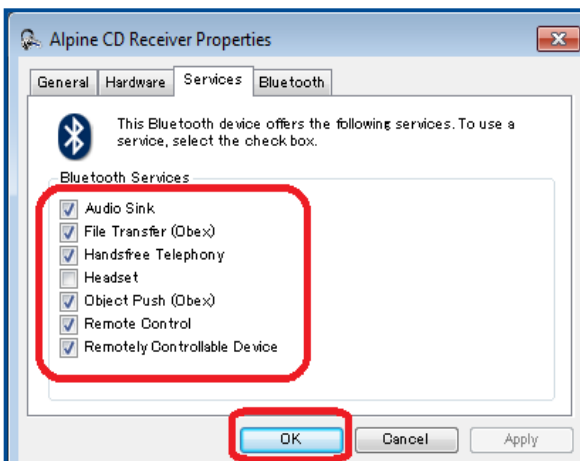 Alpine CD Receiver Properties
General Hardware Services Bluetooth
This Bluetooth device offers the following services. To use a
service, select the check box.
Bluetooth Services
Audio Sink
File Transfer (Obex)
Handsfree Telephony
Headset
Object Push (Obex)
Remote Control
Remotely Controllable Device
OK Cancel Apply